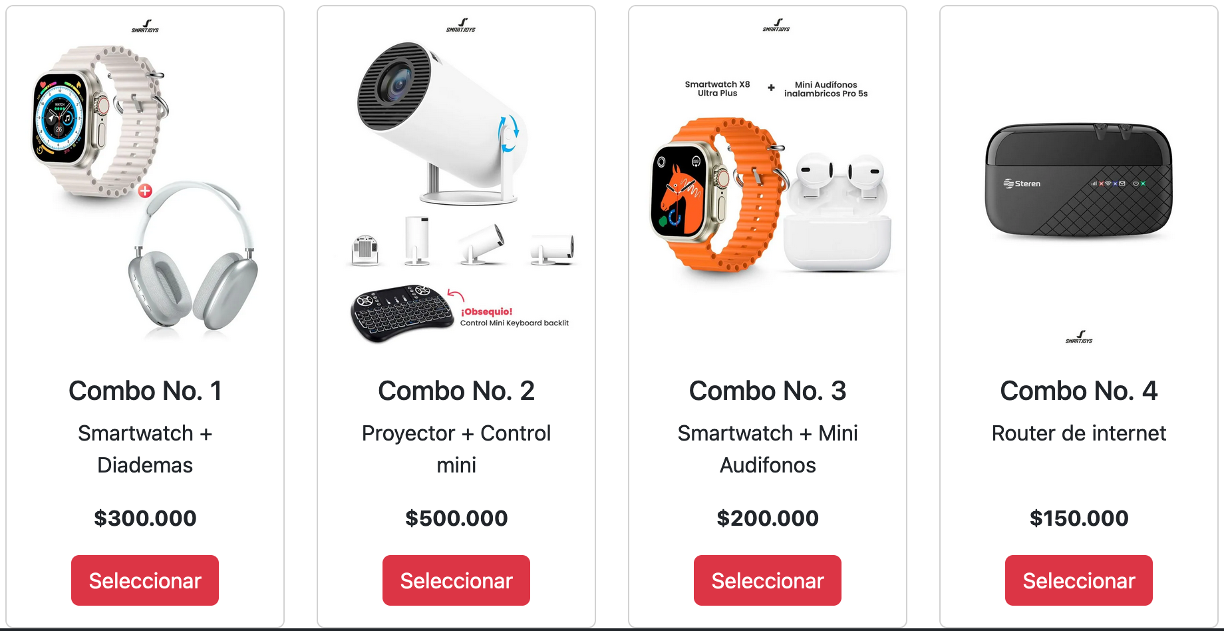 SMARTJOYS
Combo No. 1
Smartwatch +
Diademas
$300.000
Seleccionar
SMARTJOYS
¡Obsequio!
Control Mini Keyboard backlit
Combo No. 2
Proyector + Control
mini
$500.000
Seleccionar
SMARTJOYS
Smartwatch X8
Ultra Plus
+
Mini Audífonos
inalambricos Pro 5s
Combo No. 3
Smartwatch + Mini
Audifonos
$200.000
Seleccionar
Steren
SMARTJOYS
Combo No. 4
Router de internet
$150.000
Seleccionar